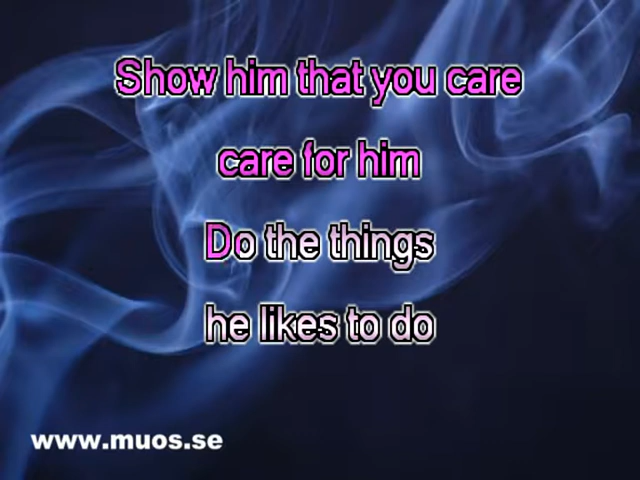 Show him that you care
care for him
Do the things
he likes to do
www.muos.se